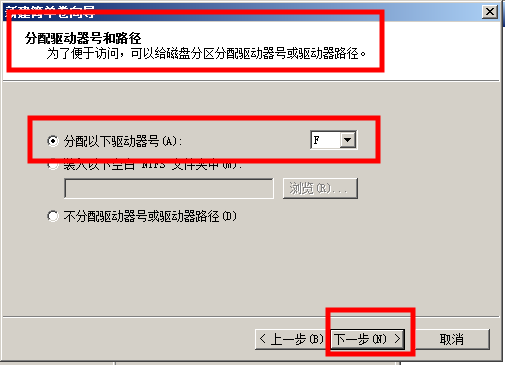 新建简单卷向导
分配驱动器号和路径
为了便于访问，可以给磁盘分区分配驱动器号或驱动器路径。
分配以下驱动器号(A): F
装入以下空白 NTFS 文件夹中(M):
浏览(R)...
不分配驱动器号或驱动器路径(D)
< 上一步(B) 下一步(N) > 取消